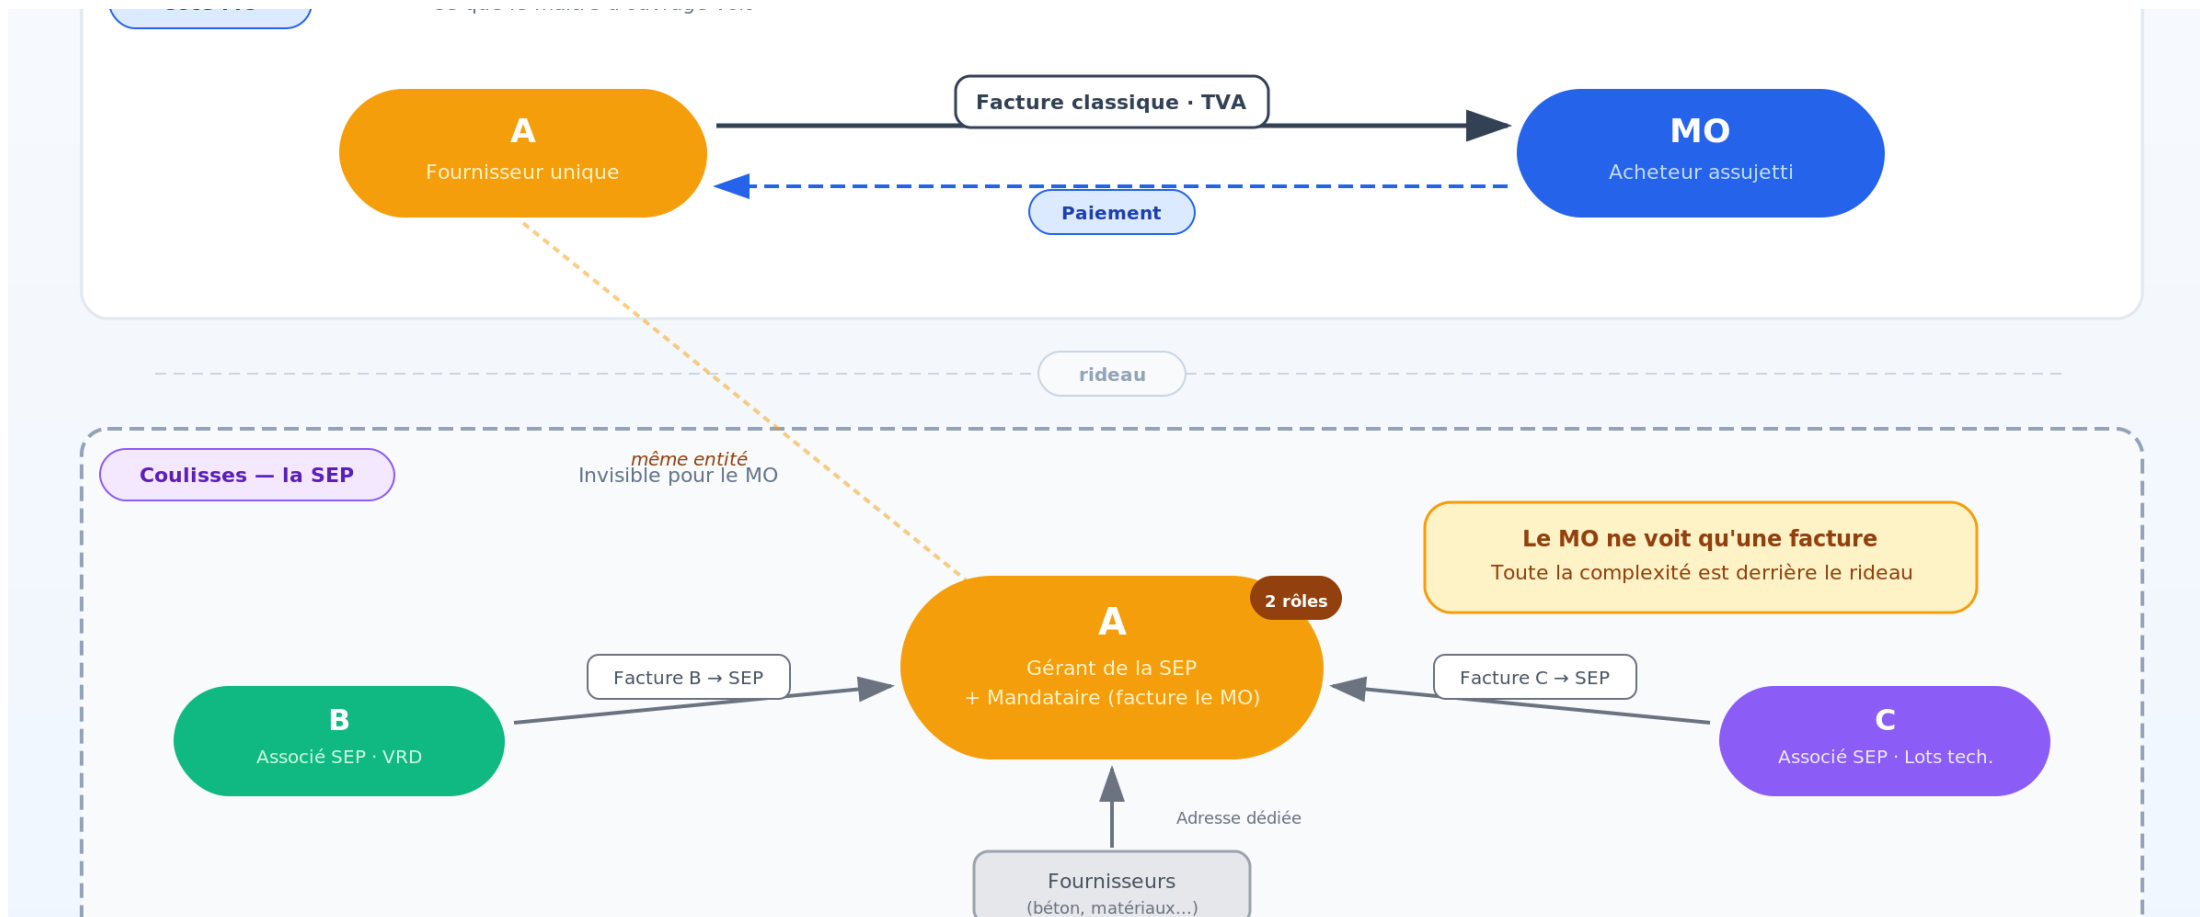 A
Fournisseur unique
Facture classique · TVA
MO
Acheteur assujetti
Paiement
rideau
Coulisses — la SEP
même entité
Invisible pour le MO
Le MO ne voit qu'une facture
Toute la complexité est derrière le rideau
2 rôles
A
Gérant de la SEP
+ Mandataire (facture le MO)
Facture B → SEP
Facture C → SEP
B
Associé SEP · VRD
C
Associé SEP · Lots tech.
Adresse dédiée
Fournisseurs
(béton, matériaux...)